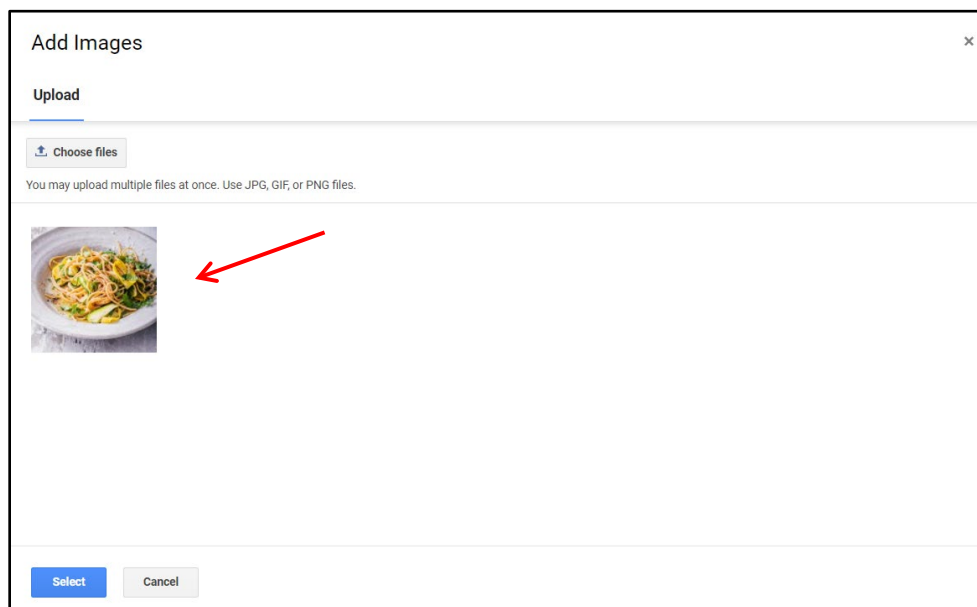 Add Images
×
Upload
Choose files
You may upload multiple files at once. Use JPG, GIF, or PNG files.
Select Cancel